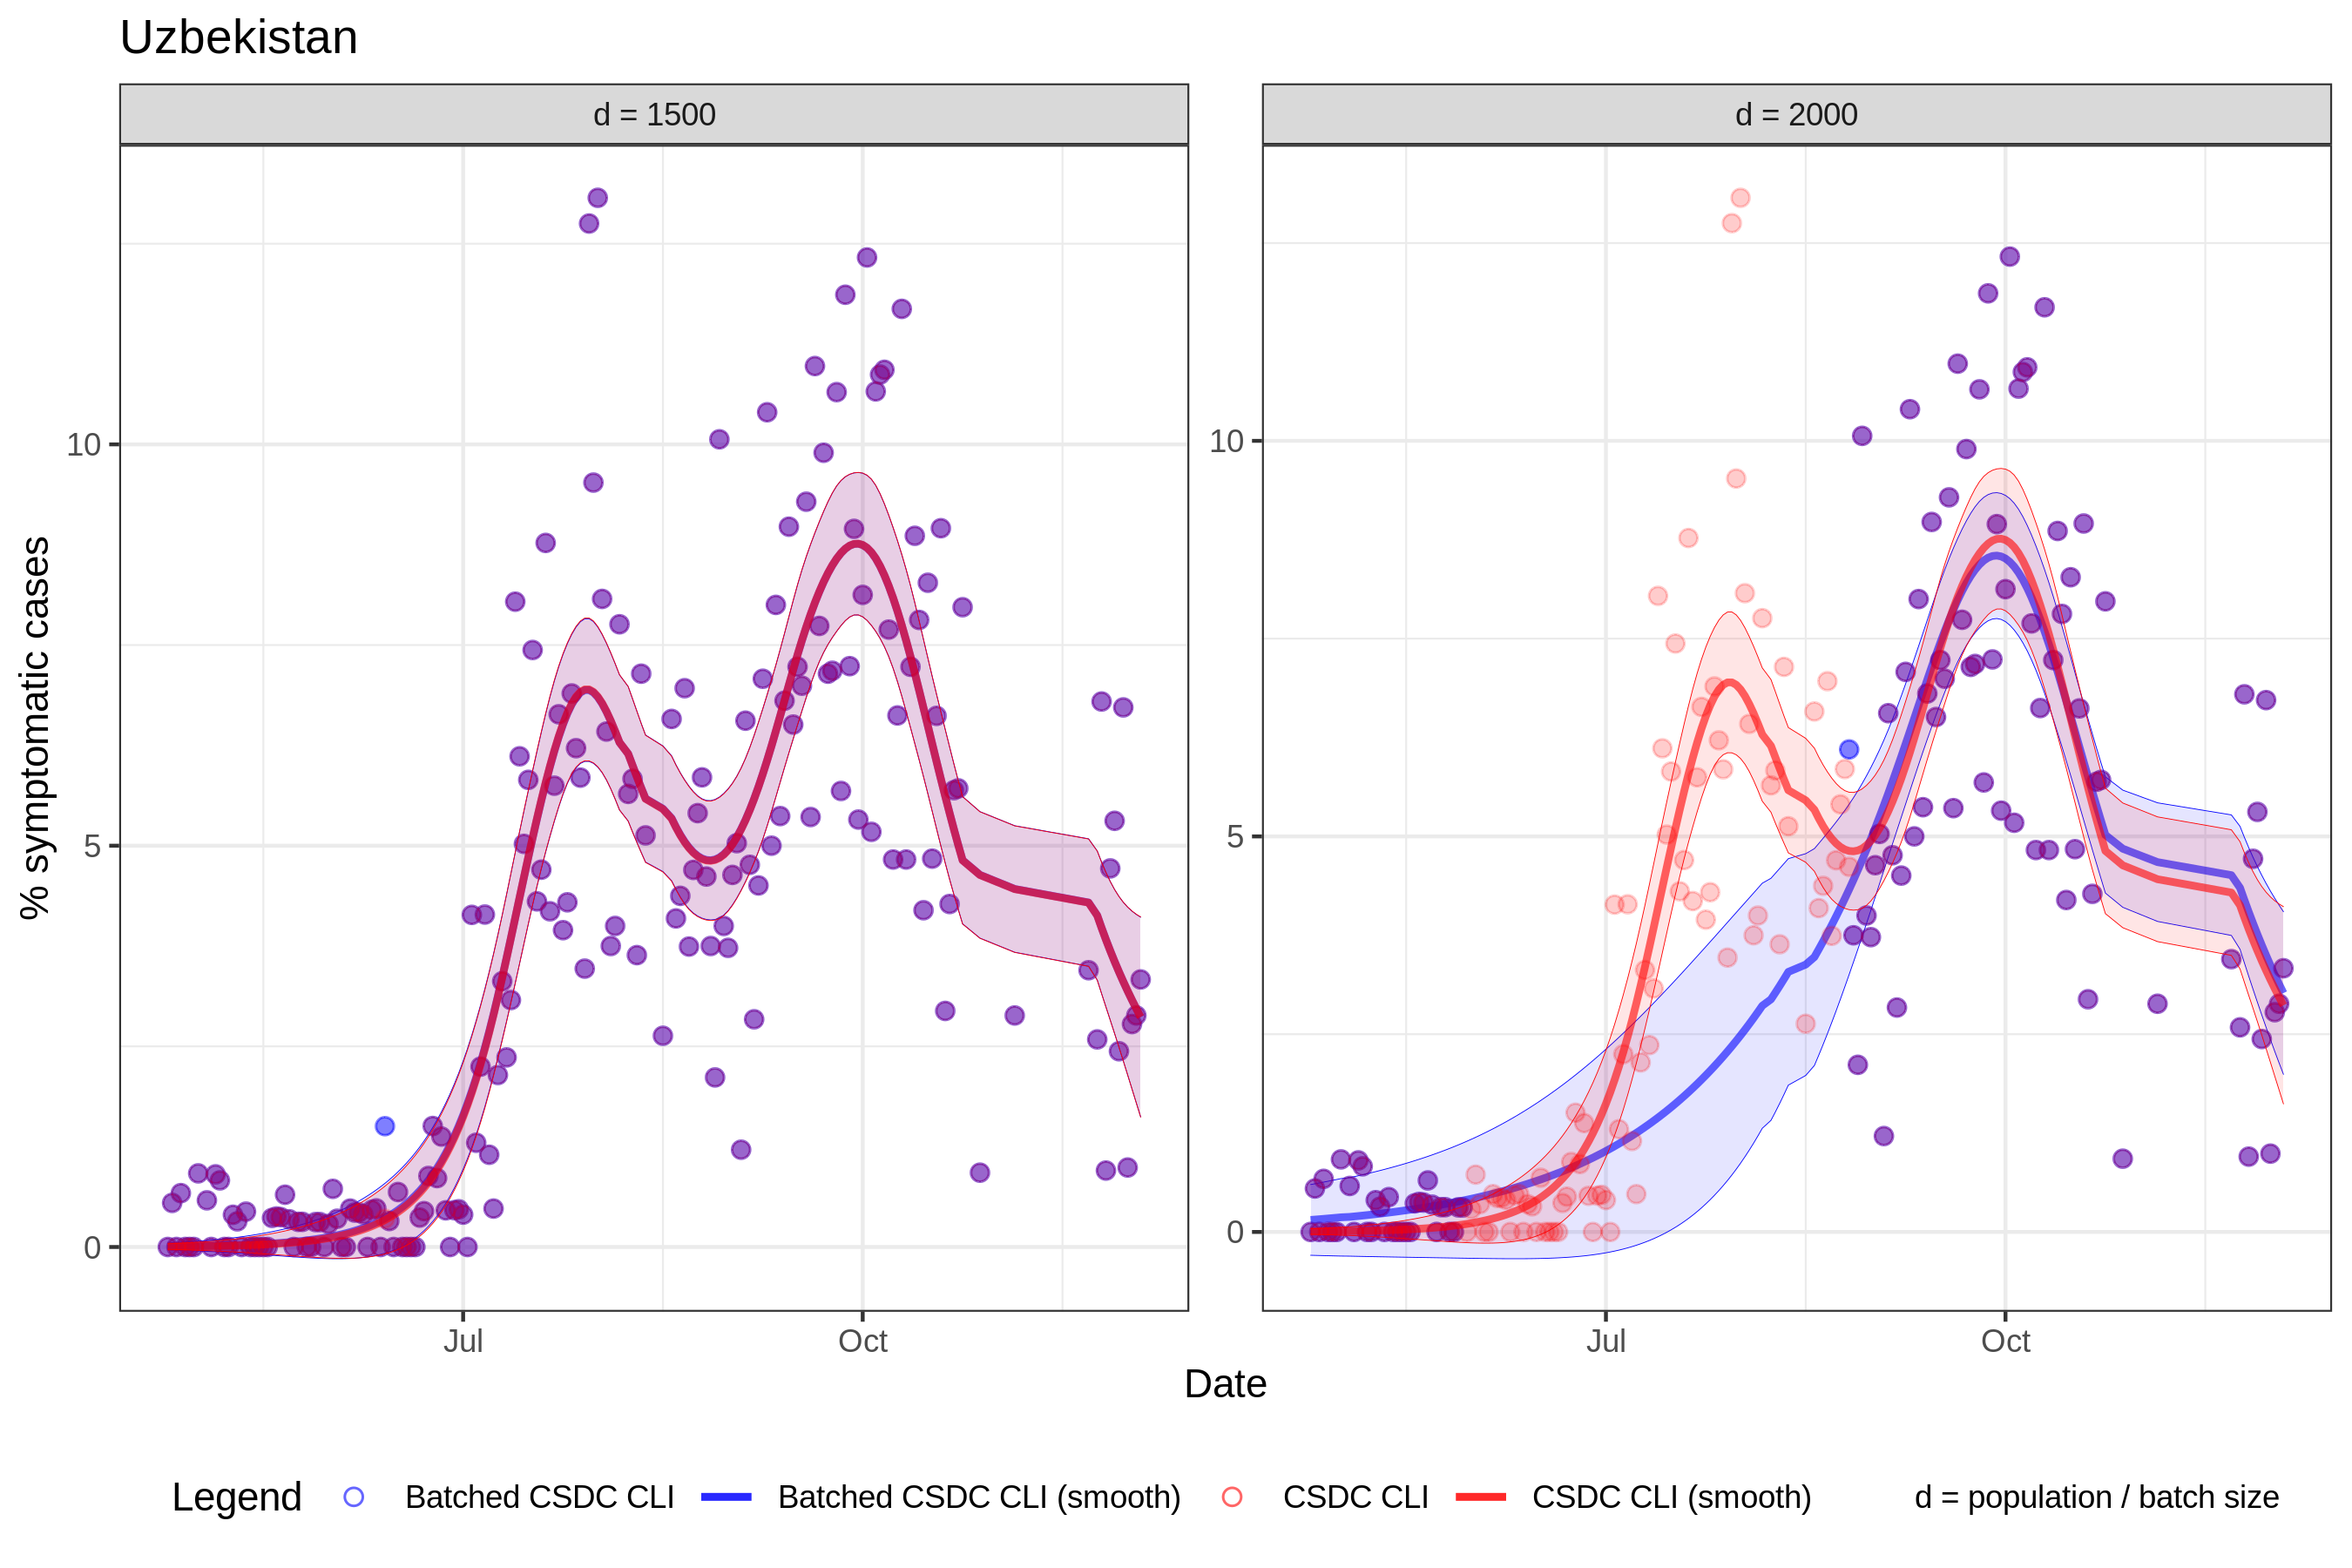 Uzbekistan
d = 1500
d = 2000
% symptomatic cases
10
5
0
10
5
0
Jul
Oct
Jul
Oct
Date
Legend
Batched CSDC CLI
Batched CSDC CLI (smooth)
CSDC CLI
CSDC CLI (smooth)
d = population / batch size